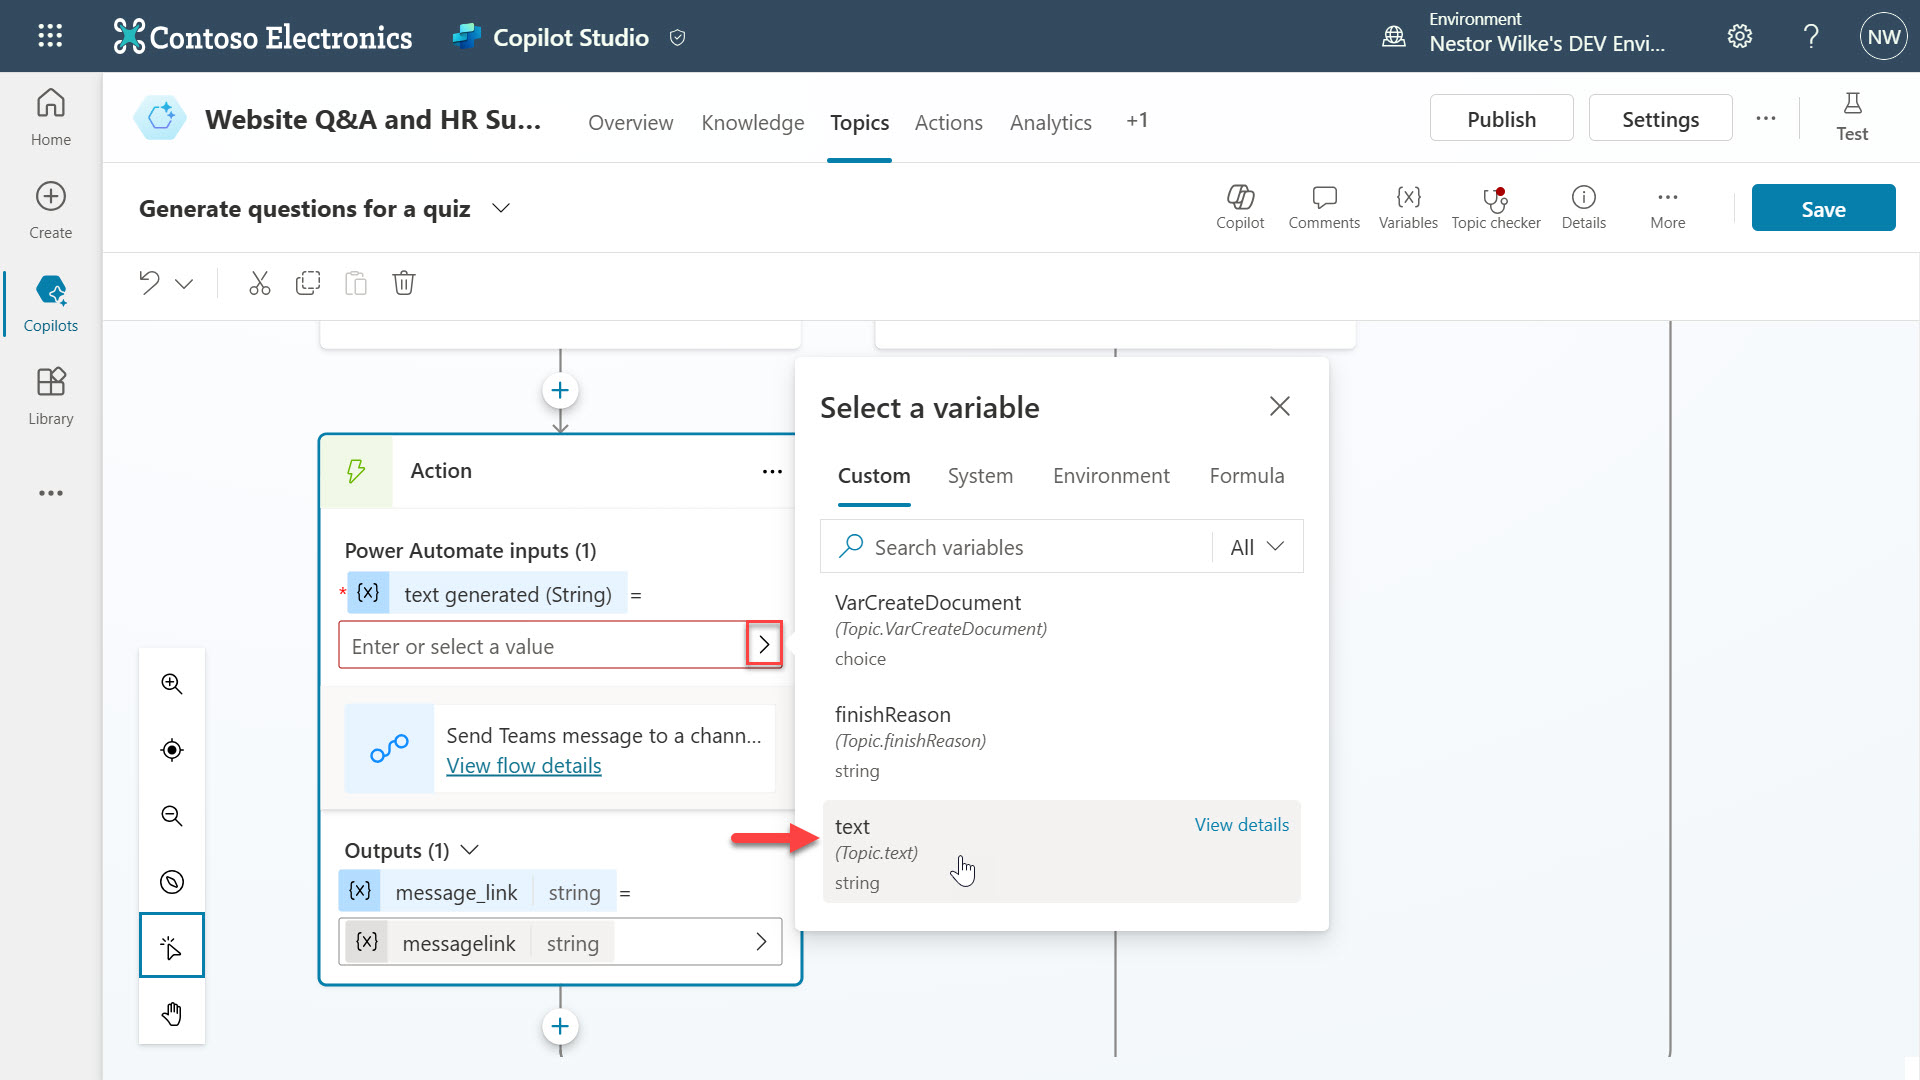 Contoso Electronics
Copilot Studio
Environment
Nestor Wilke's DEV Envi...
?
NW
Home
Create
Copilots
Library
Website Q&A and HR Su...
Overview
Knowledge
Topics
Actions
Analytics
+1
Publish
Settings
Test
Generate questions for a quiz
Copilot
Comments
{x}
Variables
Topic checker
Details
More
Save
Action
Power Automate inputs (1)
* {x} text generated (String) =
Enter or select a value
Send Teams message to a chann...
View flow details
Outputs (1)
{x} message_link string =
{x} messagelink string
Select a variable
Custom
System
Environment
Formula
Search variables
All
VarCreateDocument
(Topic.VarCreateDocument)
choice
finishReason
(Topic.finishReason)
string
text
View details
(Topic.text)
string